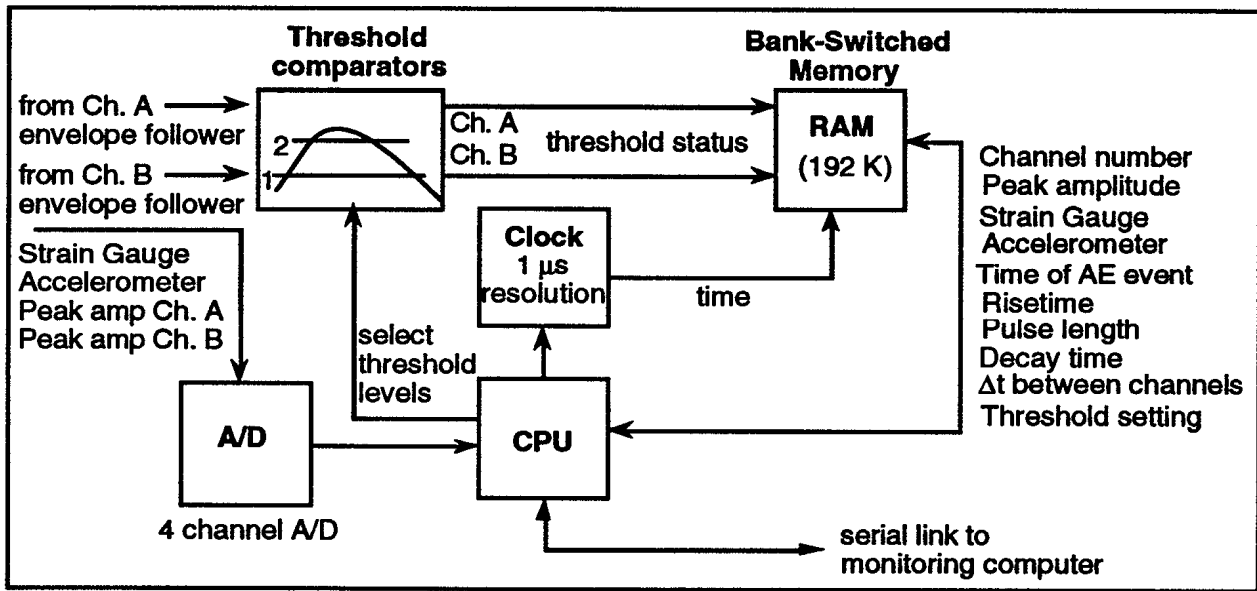 Threshold
comparators
Bank-Switched
Memory
from Ch. A
envelope follower
from Ch. B
envelope follower
2
1
Ch. A
Ch. B
threshold status
RAM
(192 K)
Channel number
Peak amplitude
Strain Gauge
Accelerometer
Time of AE event
Risetime
Pulse length
Decay time
Δt between channels
Threshold setting
Strain Gauge
Accelerometer
Peak amp Ch. A
Peak amp Ch. B
Clock
1 µs
resolution
time
select
threshold
levels
A/D
CPU
4 channel A/D
serial link to
monitoring computer